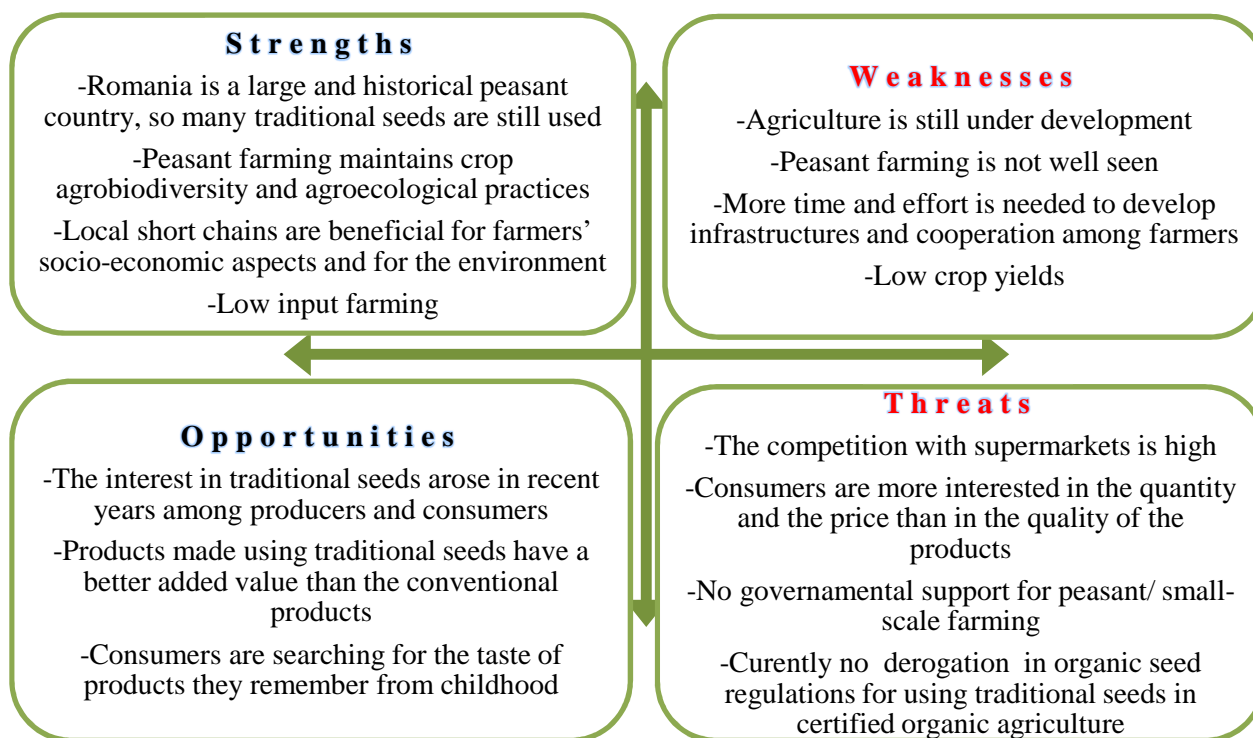 Strengths
-Romania is a large and historical peasant
country, so many traditional seeds are still used
-Peasant farming maintains crop
agrobiodiversity and agroecological practices
-Local short chains are beneficial for farmers’
socio-economic aspects and for the environment
-Low input farming
Weaknesses
-Agriculture is still under development
-Peasant farming is not well seen
-More time and effort is needed to develop
infrastructures and cooperation among farmers
-Low crop yields
Opportunities
-The interest in traditional seeds arose in recent
years among producers and consumers
-Products made using traditional seeds have a
better added value than the conventional
products
-Consumers are searching for the taste of
products they remember from childhood
Threats
-The competition with supermarkets is high
-Consumers are more interested in the quantity
and the price than in the quality of the
products
-No governamental support for peasant/ small-
scale farming
-Curently no derogation in organic seed
regulations for using traditional seeds in
certified organic agriculture